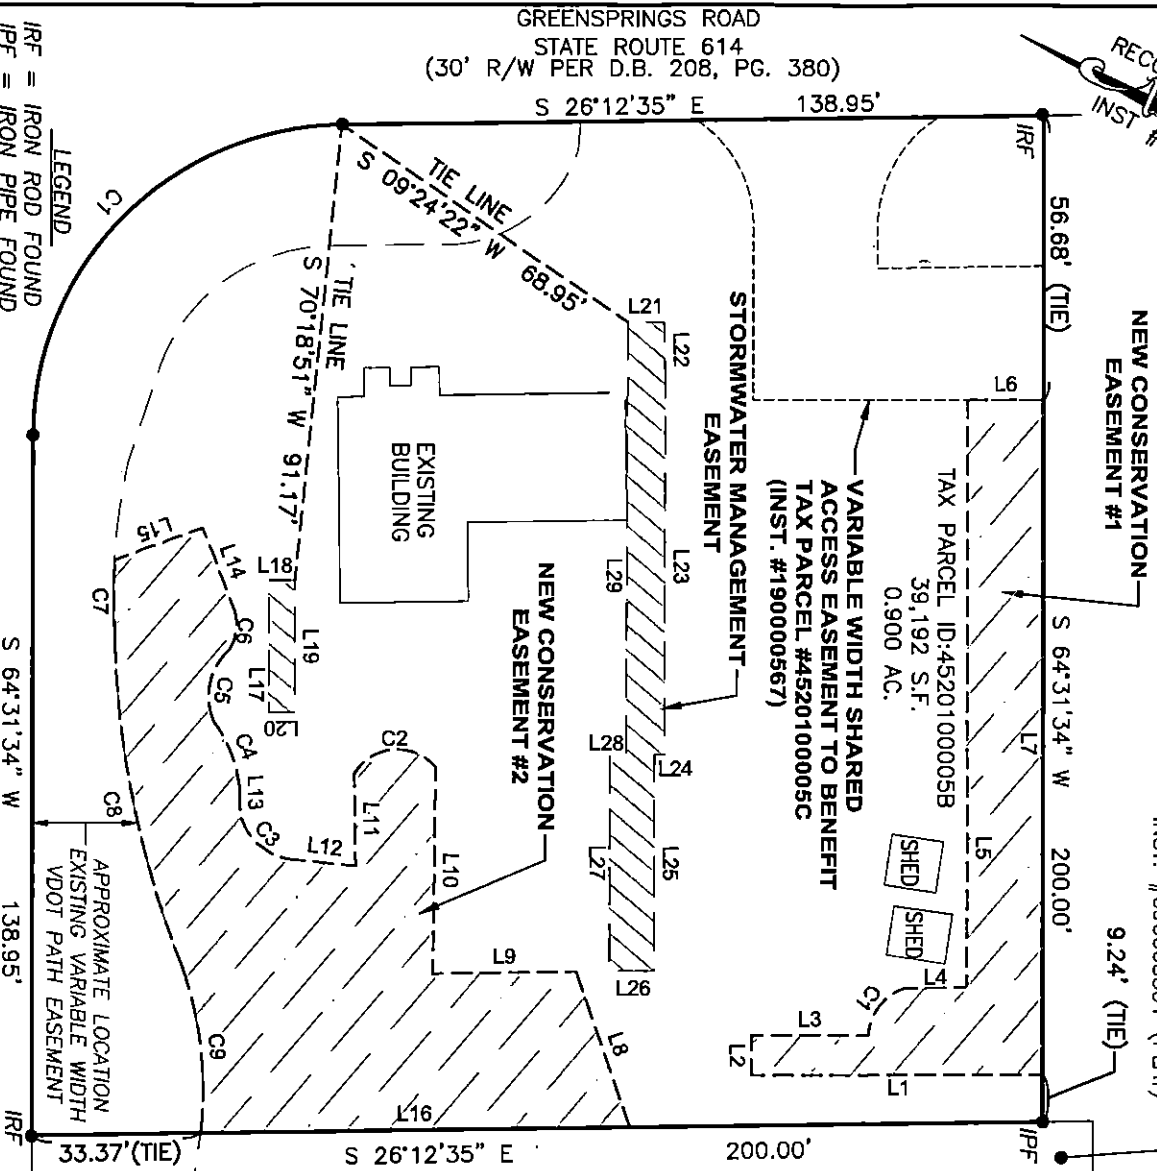 GREENSPRINGS ROAD
STATE ROUTE 614
(30' R/W PER D.B. 208, PG. 380)
S 26°12'35" E 138.95'
INST #
IRF
LEGEND
IRF = IRON ROD FOUND
IPF = IRON PIPE FOUND
C1
TIE LINE
S 09°24'22" W 68.95'
TIE LINE
S 70°18'51" W 91.17'
56.68' (TIE)
NEW CONSERVATION
EASEMENT #1
L21
L22
STORMWATER MANAGEMENT
EASEMENT
L6
VARIABLE WIDTH SHARED
ACCESS EASEMENT TO BENEFIT
TAX PARCEL #4520100005C
(INST. #190000567)
TAX PARCEL ID:4520100005B
39,192 S.F.
0.900 AC.
EXISTING
BUILDING
L23
L29
L15
L14
L18
L19
L17
L20
C7
C6
C5
C4
L13
C3
L12
L11
C2
L10
NEW CONSERVATION
EASEMENT #2
L28
L24
L27
L25
L26
L5
L7
S 64°31'34" W 200.00'
SHED
SHED
9.24' (TIE)
L4
C1
L3
L2
L1
L9
L8
C8
C9
L16
S 64°31'34" W 138.95'
APPROXIMATE LOCATION
EXISTING VARIABLE WIDTH
VDOT PATH EASEMENT
IRF
33.37'(TIE)
S 26°12'35" E 200.00'
IPF